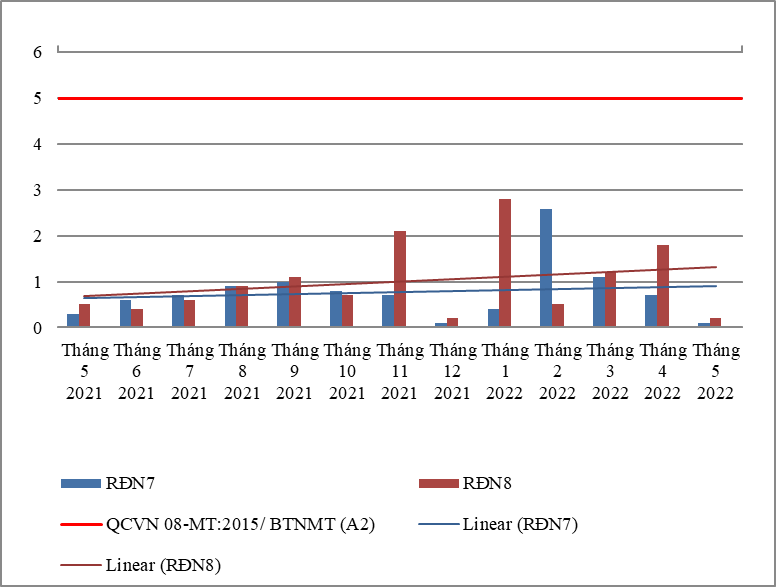 6
5
4
3
2
1
0
Tháng Tháng Tháng Tháng Tháng Tháng Tháng Tháng Tháng Tháng Tháng Tháng Tháng
5 6 7 8 9 10 11 12 1 2 3 4 5
2021 2021 2021 2021 2021 2021 2021 2021 2022 2022 2022 2022 2022
RĐN7 RĐN8
QCVN 08-MT:2015/ BTNMT (A2) Linear (RĐN7)
Linear (RĐN8)